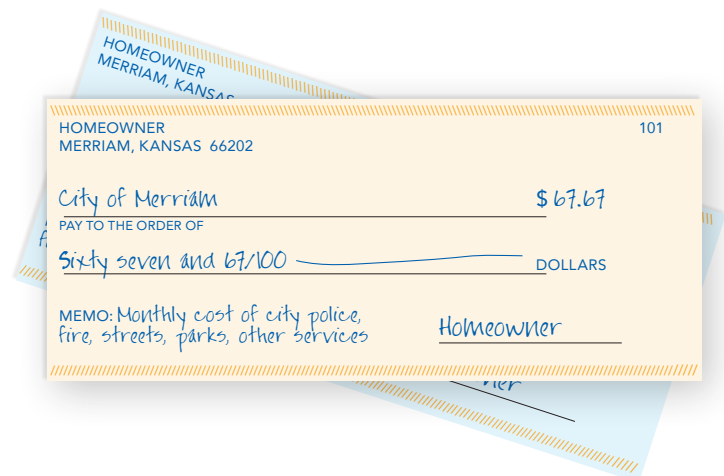 HOMEOWNER
MERRIAM, KANSAS
HOMEOWNER
MERRIAM, KANSAS 66202
101
City of Merriam
$ 67.67
PAY TO THE ORDER OF
Sixty seven and 67/100
DOLLARS
MEMO: Monthly cost of city police,
fire, streets, parks, other services
Homeowner